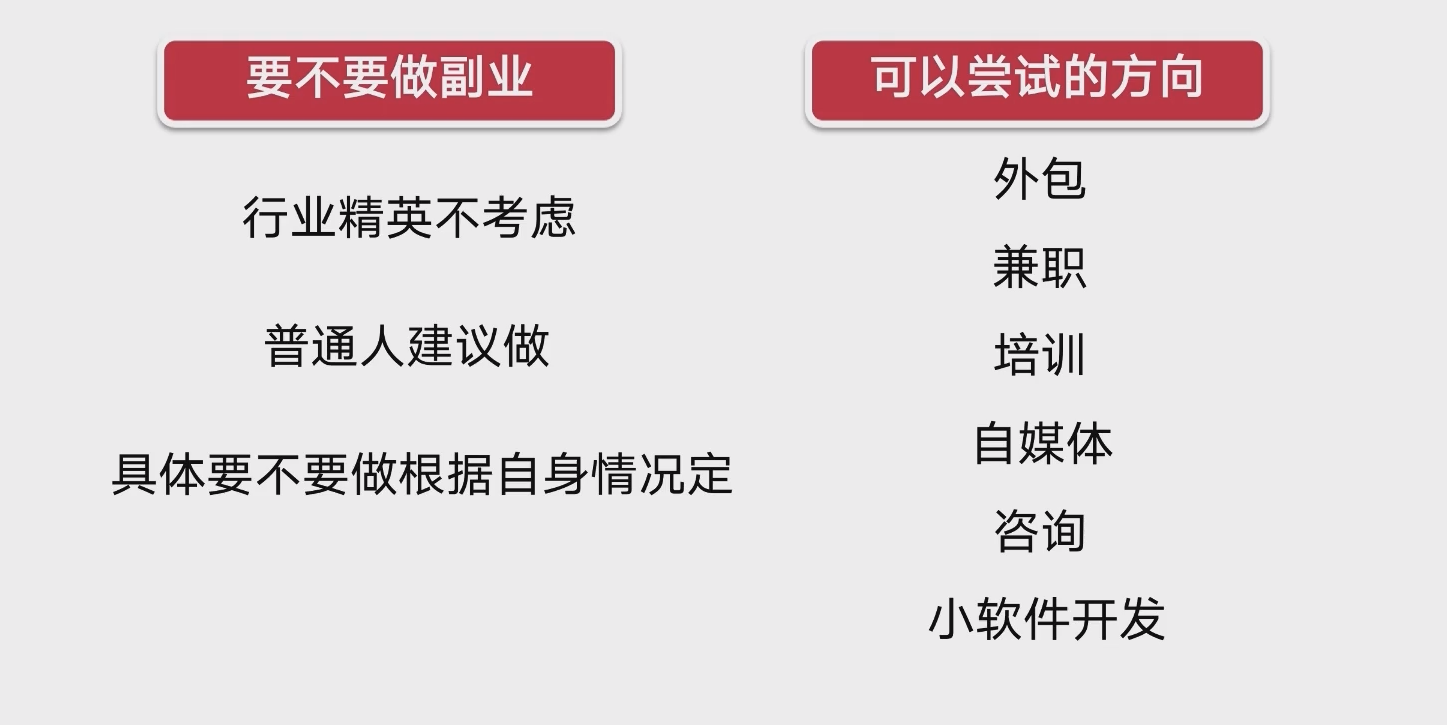 要不要做副业
行业精英不考虑
普通人建议做
具体要不要做根据自身情况定
可以尝试的方向
外包
兼职
培训
自媒体
咨询
小软件开发